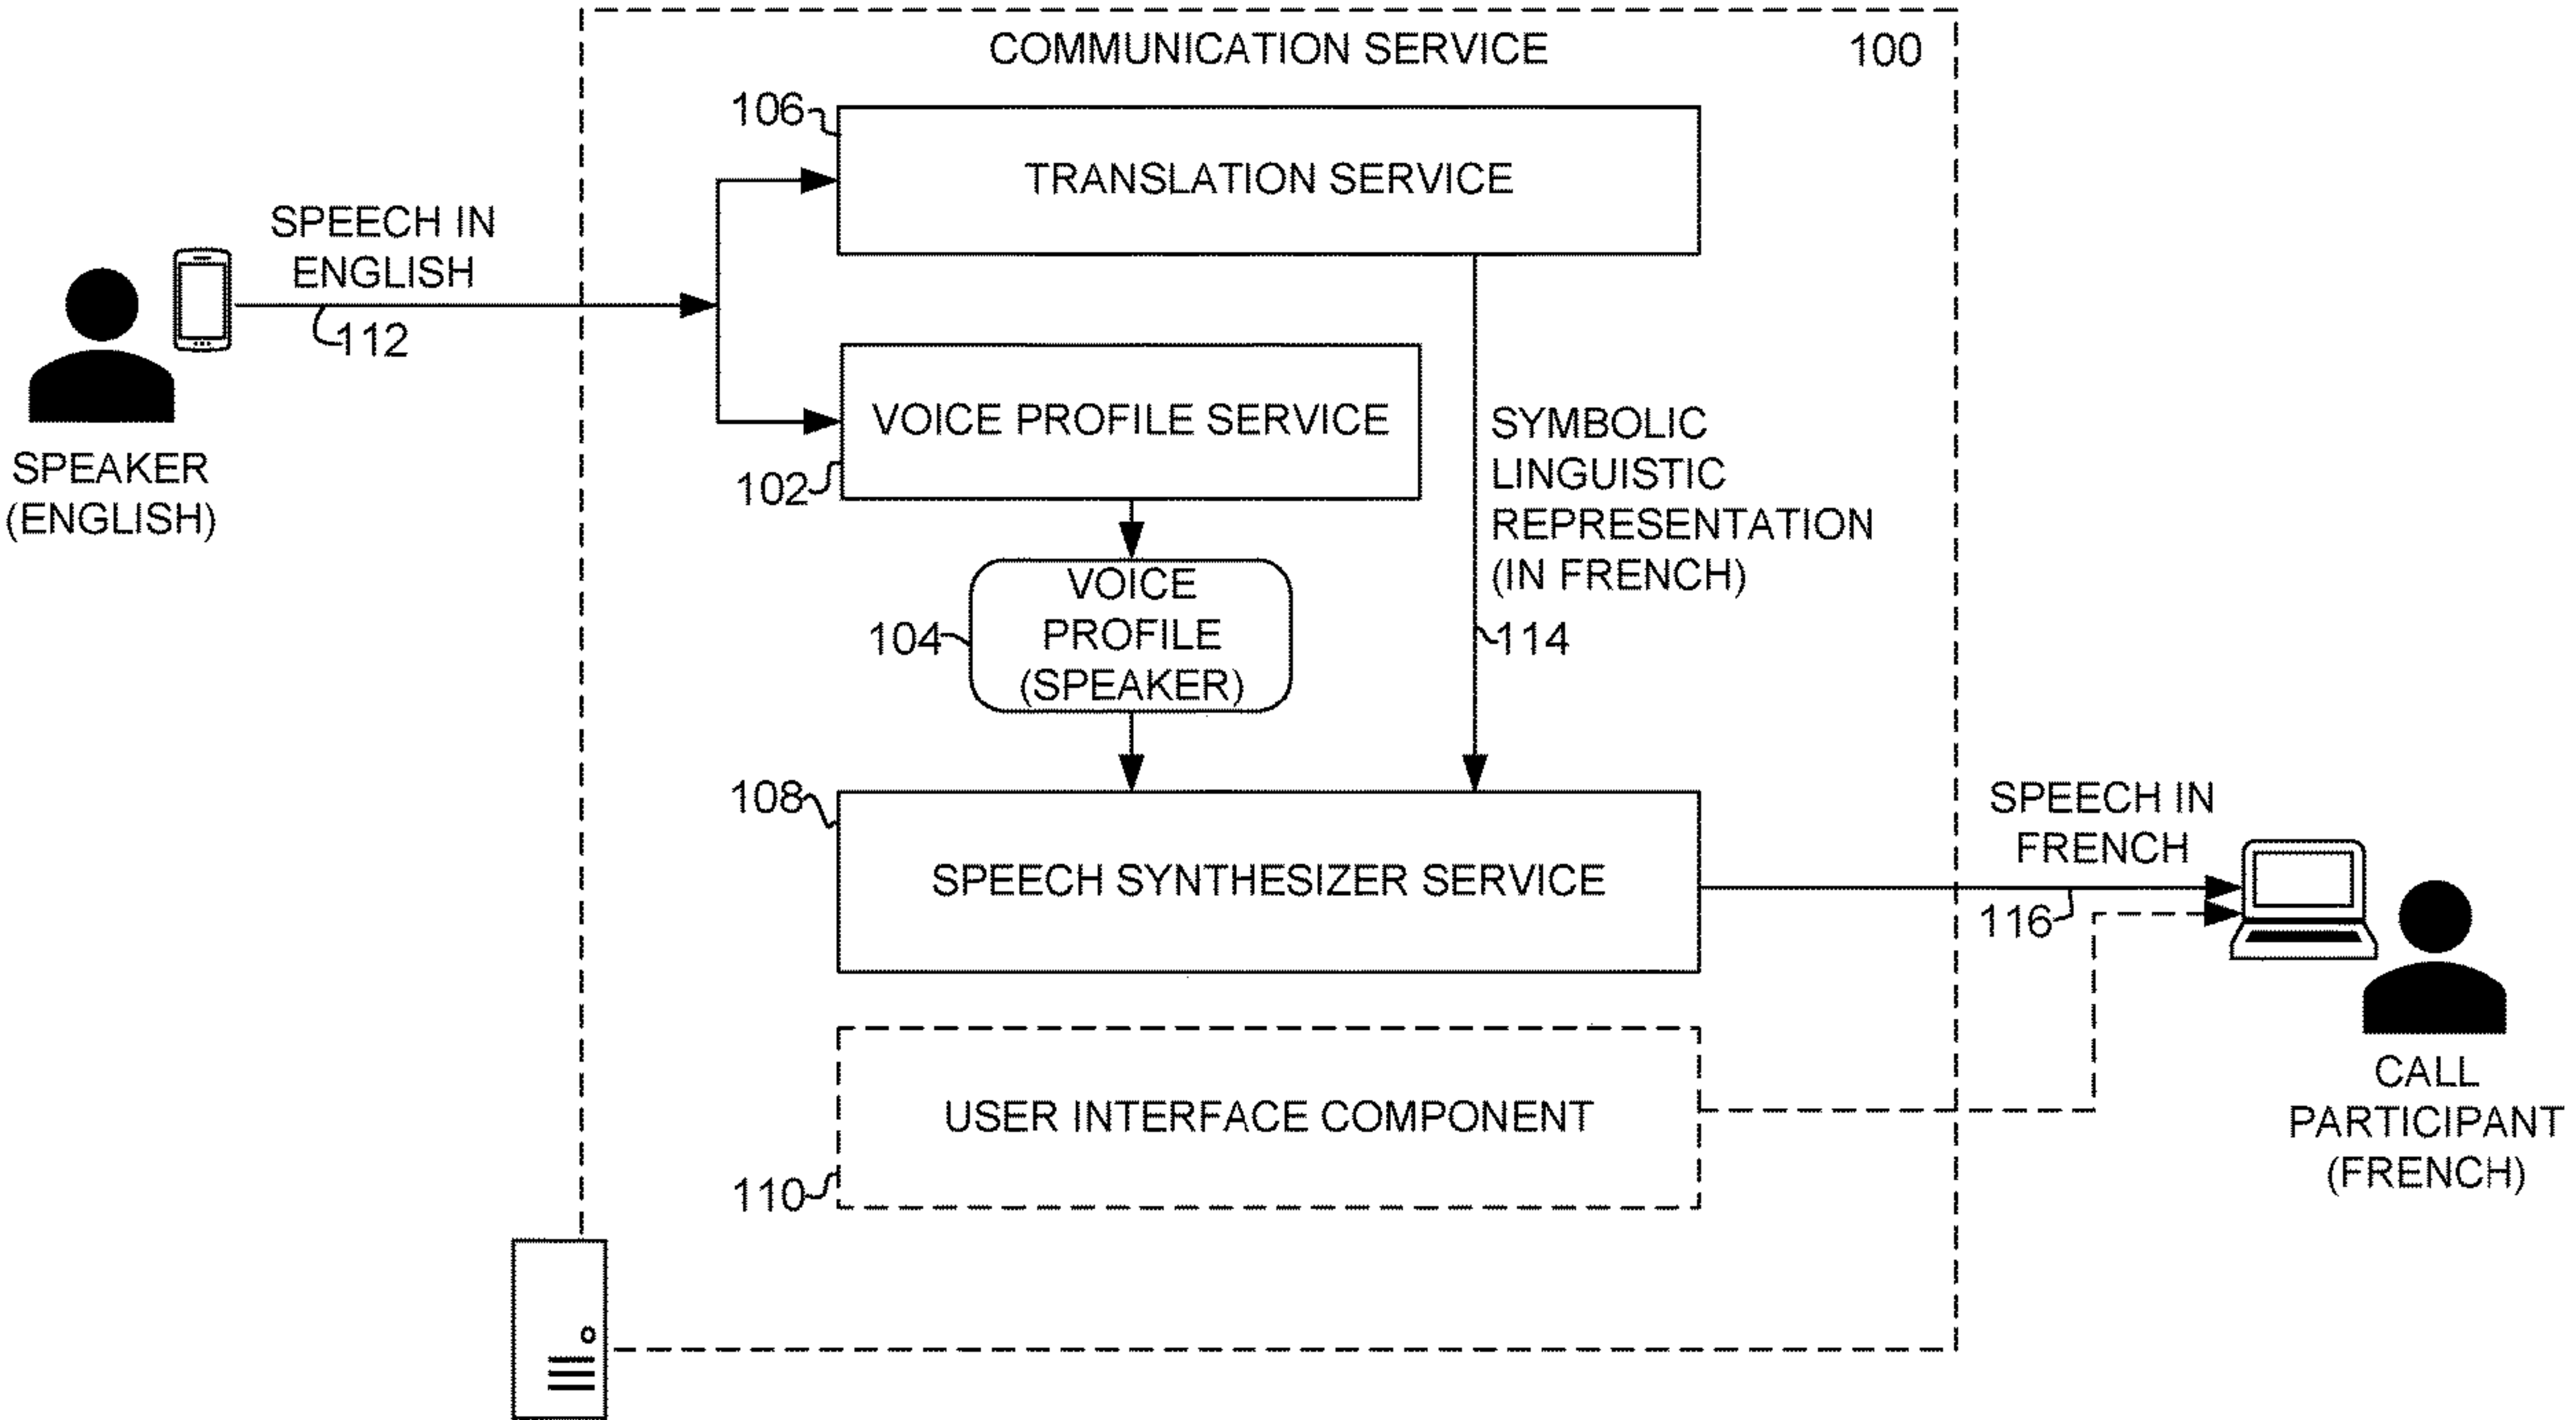 COMMUNICATION SERVICE
100
106
TRANSLATION SERVICE
SPEECH IN
ENGLISH
112
SPEAKER
(ENGLISH)
VOICE PROFILE SERVICE
102
SYMBOLIC
LINGUISTIC
REPRESENTATION
(IN FRENCH)
114
VOICE
PROFILE
(SPEAKER)
104
108
SPEECH SYNTHESIZER SERVICE
SPEECH IN
FRENCH
116
USER INTERFACE COMPONENT
110
CALL
PARTICIPANT
(FRENCH)